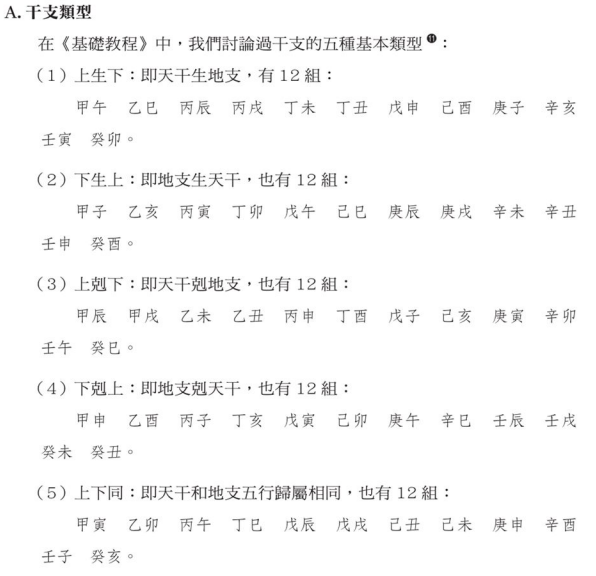 A. 干支類型
在《基礎教程》中，我們討論過干支的五種基本類型⓫：
（1）上生下：即天干生地支，有 12 組：
甲午 乙巳 丙辰 丙戌 丁未 丁丑 戊申 己酉 庚子 辛亥
壬寅 癸卯。
（2）下生上：即地支生天干，也有 12 組：
甲子 乙亥 丙寅 丁卯 戊午 己巳 庚辰 庚戌 辛未 辛丑
壬申 癸酉。
（3）上剋下：即天干剋地支，也有 12 組：
甲辰 甲戌 乙未 乙丑 丙申 丁酉 戊子 己亥 庚寅 辛卯
壬午 癸巳。
（4）下剋上：即地支剋天干，也有 12 組：
甲申 乙酉 丙子 丁亥 戊寅 己卯 庚午 辛巳 壬辰 壬戌
癸未 癸丑。
（5）上下同：即天干和地支五行歸屬相同，也有 12 組：
甲寅 乙卯 丙午 丁巳 戊辰 戊戌 己丑 己未 庚申 辛酉
壬子 癸亥。